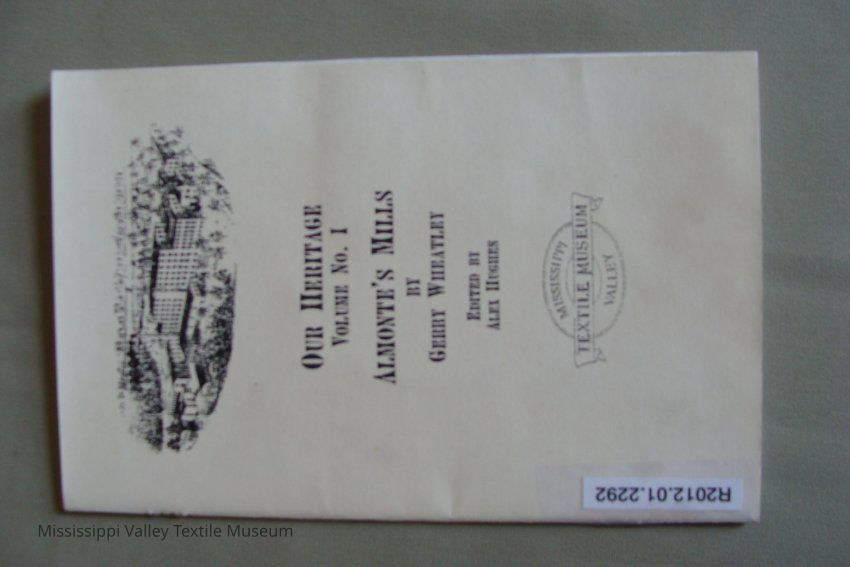 OUR HERITAGE
VOLUME NO. 1
ALMONTE'S MILLS
BY
GERRY WHEATLEY
EDITED BY
ALEX HUGHES
MISSISSIPPI
TEXTILE MUSEUM
VALLEY
R2012.01.2292
Mississippi Valley Textile Museum